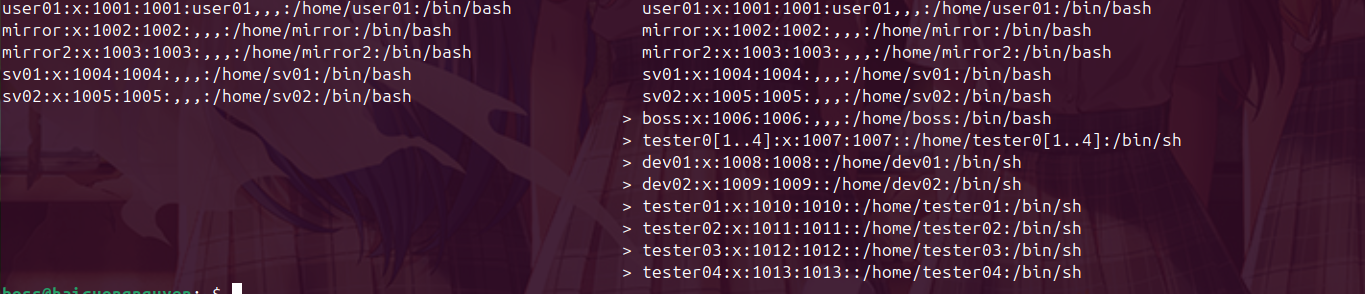 user01:x:1001:1001:user01,,,:/home/user01:/bin/bash user01:x:1001:1001:user01,,,:/home/user01:/bin/bash
mirror:x:1002:1002:,,,:/home/mirror:/bin/bash mirror:x:1002:1002:,,,:/home/mirror:/bin/bash
mirror2:x:1003:1003:,,,:/home/mirror2:/bin/bash mirror2:x:1003:1003:,,,:/home/mirror2:/bin/bash
sv01:x:1004:1004:,,,:/home/sv01:/bin/bash sv01:x:1004:1004:,,,:/home/sv01:/bin/bash
sv02:x:1005:1005:,,,:/home/sv02:/bin/bash sv02:x:1005:1005:,,,:/home/sv02:/bin/bash
> boss:x:1006:1006:,,,:/home/boss:/bin/bash
> tester0[1..4]:x:1007:1007::/home/tester0[1..4]:/bin/sh
> dev01:x:1008:1008::/home/dev01:/bin/sh
> dev02:x:1009:1009::/home/dev02:/bin/sh
> tester01:x:1010:1010::/home/tester01:/bin/sh
> tester02:x:1011:1011::/home/tester02:/bin/sh
> tester03:x:1012:1012::/home/tester03:/bin/sh
> tester04:x:1013:1013::/home/tester04:/bin/sh
$